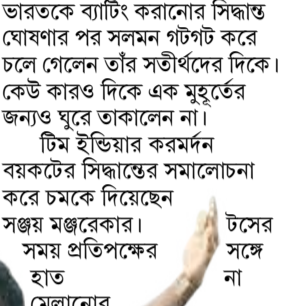 ভারতকে ব্যাটিং করানোর সিদ্ধান্ত
ঘোষণার পর সলমন গটগট করে
চলে গেলেন তাঁর সতীর্থদের দিকে।
কেউ কারও দিকে এক মুহূর্তের
জন্যও ঘুরে তাকালেন না।
টিম ইন্ডিয়ার করমর্দন
বয়কটের সিদ্ধান্তের সমালোচনা
করে চমকে দিয়েছেন
সঞ্জয় মঞ্জরেকার। টসের
সময় প্রতিপক্ষের সঙ্গে
হাত না
মেলানোর